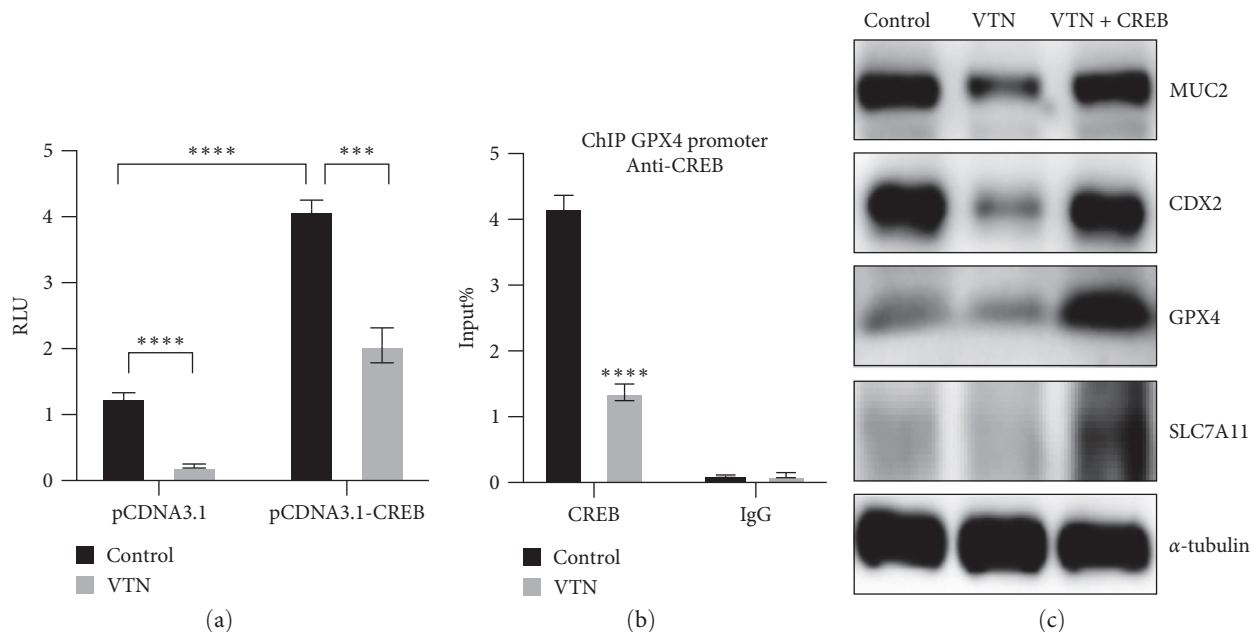 5
4
3
2
1
0
RLU
****
***
****
pCDNA3.1
pCDNA3.1-CREB
Control
VTN
(a)
ChIP GPX4 promoter
Anti-CREB
5
4
3
2
1
0
Input%
****
CREB
IgG
Control
VTN
(b)
Control VTN VTN + CREB
MUC2
CDX2
GPX4
SLC7A11
α-tubulin
(c)